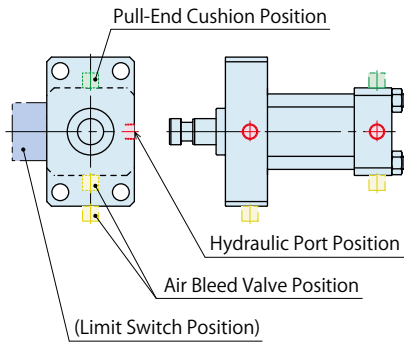 Pull-End Cushion Position
Hydraulic Port Position
Air Bleed Valve Position
(Limit Switch Position)